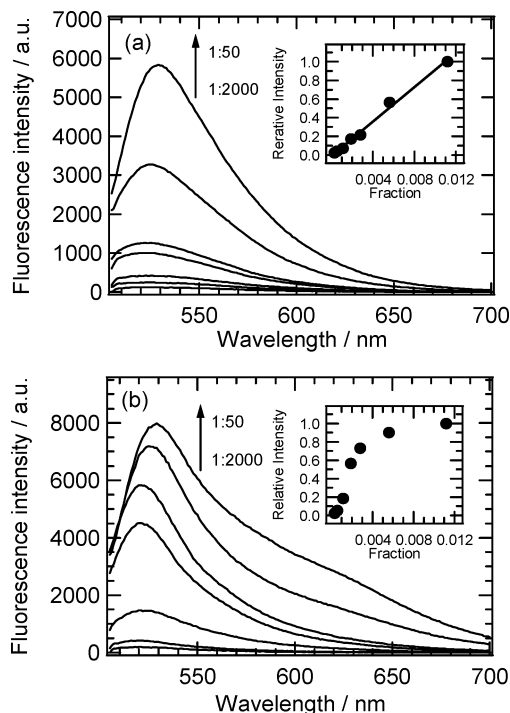 (a)
Fluorescence intensity / a.u.
7000
6000
5000
4000
3000
2000
1000
0
1:50
1:2000
Rerative Intensity
1.0
0.8
0.6
0.4
0.2
0.0
0.004 0.008 0.012
Fraction
550 600 650 700
Wavelength / nm
(b)
Fluorescence intensity / a.u.
8000
6000
4000
2000
0
1:50
1:2000
Relative Intensity
1.0
0.8
0.6
0.4
0.2
0.0
0.004 0.008 0.012
Fraction
550 600 650 700
Wavelength / nm